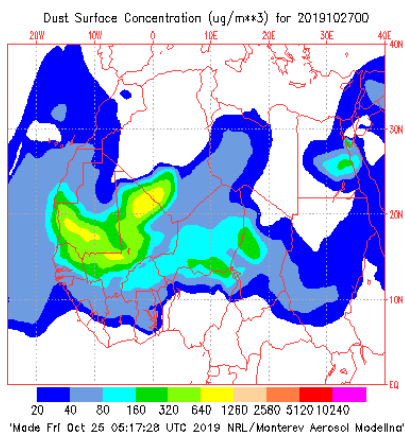 Dust Surface Concentration (ug/m**3) for 2019102700
20W 10W 0 10E 20E 30E 40E
40N
30N
20N
10N
EQ
20 40 80 160 320 640 1260 2580 5120 10240
'Made Fri Oct 25 05:17:28 UTC 2019 NRL/Monterey Aerosol Modeling'